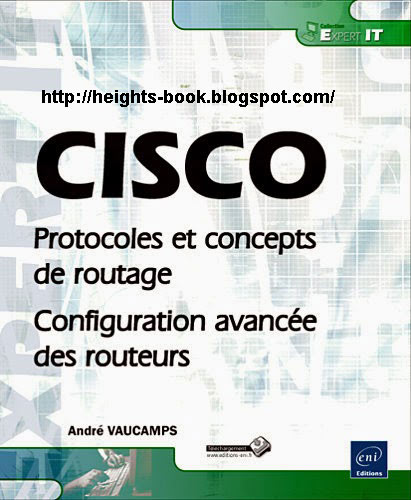 Collection
EXPERT IT
http://heights-book.blogspot.com/
CISCO
Protocoles et concepts
de routage
Configuration avancée
des routeurs
André VAUCAMPS
Téléchargement
www.editions-eni.fr
eni
Editions